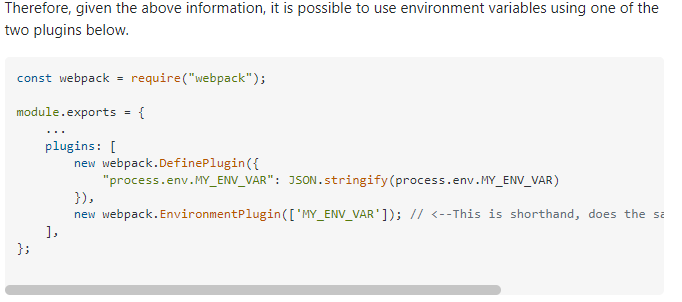 Therefore, given the above information, it is possible to use environment variables using one of the
two plugins below.
const webpack = require("webpack");
module.exports = {
...
plugins: [
new webpack.DefinePlugin({
"process.env.MY_ENV_VAR": JSON.stringify(process.env.MY_ENV_VAR)
}),
new webpack.EnvironmentPlugin(['MY_ENV_VAR']); // <--This is shorthand, does the
],
};